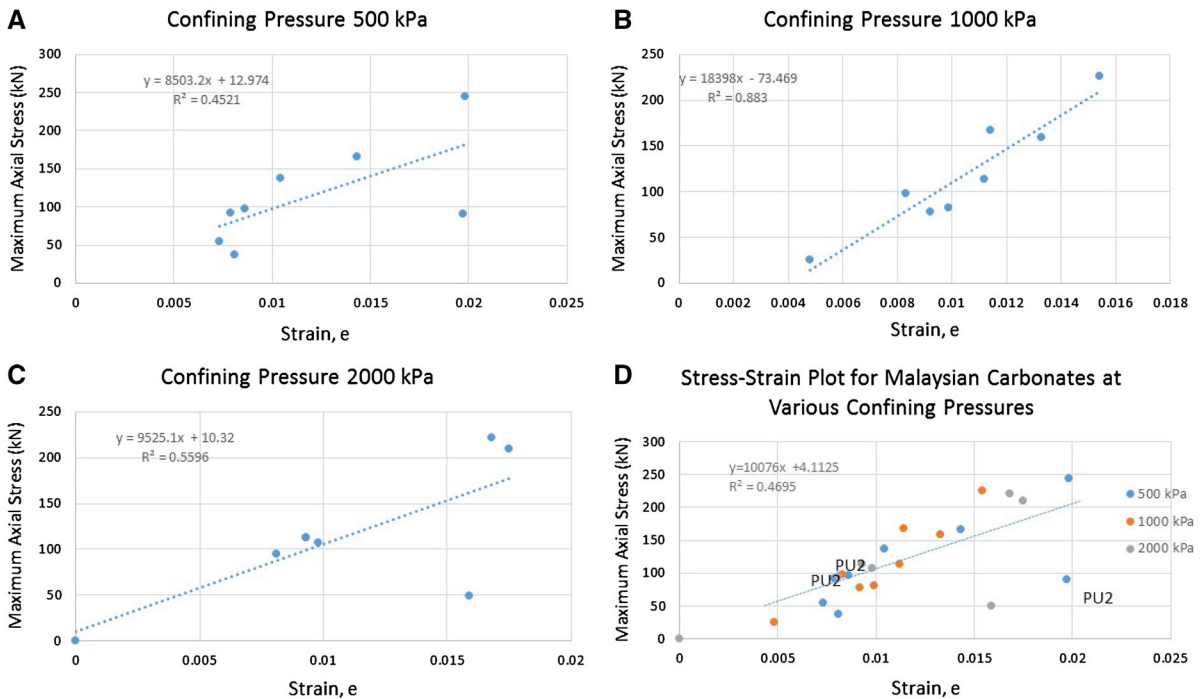 A
Confining Pressure 500 kPa
Maximum Axial Stress (kN)
300
250
200
150
100
50
0
y = 8503.2x + 12.974
R² = 0.4521
0 0.005 0.01 0.015 0.02 0.025
Strain, e
B
Confining Pressure 1000 kPa
Maximum Axial Stress (kN)
250
200
150
100
50
0
y = 18398x - 73.469
R² = 0.883
0 0.002 0.004 0.006 0.008 0.01 0.012 0.014 0.016 0.018
Strain, e
C
Confining Pressure 2000 kPa
Maximum Axial Stress (kN)
250
200
150
100
50
0
y = 9525.1x + 10.32
R² = 0.5596
0 0.005 0.01 0.015 0.02
Strain, e
D
Stress-Strain Plot for Malaysian Carbonates at
Various Confining Pressures
Maximum Axial Stress (kN)
300
250
200
150
100
50
0
y=10076x +4.1125
R² = 0.4695
500 kPa
1000 kPa
2000 kPa
PU2
PU2
PU2
0 0.005 0.01 0.015 0.02 0.025
Strain, e